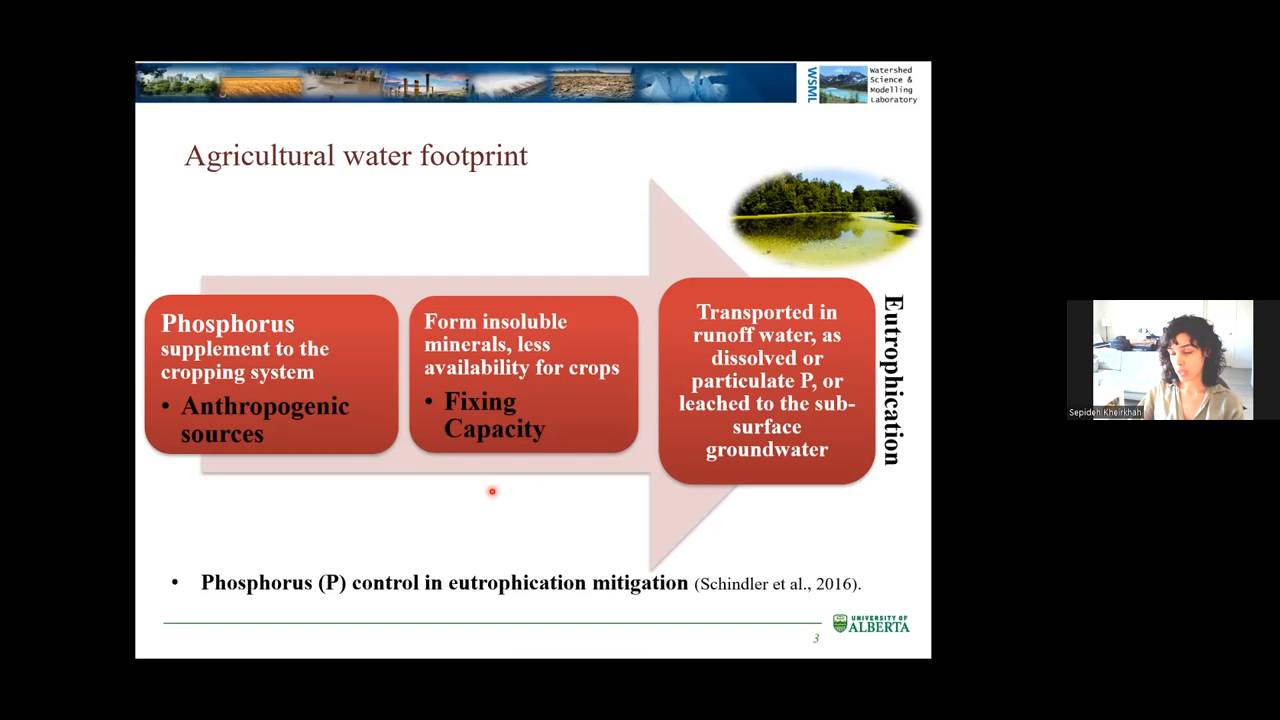 WSML
Watershed
Science &
Modelling
Laboratory
Agricultural water footprint
Phosphorus
supplement to the
cropping system
• Anthropogenic
sources
Form insoluble
minerals, less
availability for crops
• Fixing
Capacity
Transported in
runoff water, as
dissolved or
particulate P, or
leached to the sub-
surface
groundwater
Eutrophication
• Phosphorus (P) control in eutrophication mitigation (Schindler et al., 2016).
UNIVERSITY OF
ALBERTA
3
Sepideh Kheirkhan